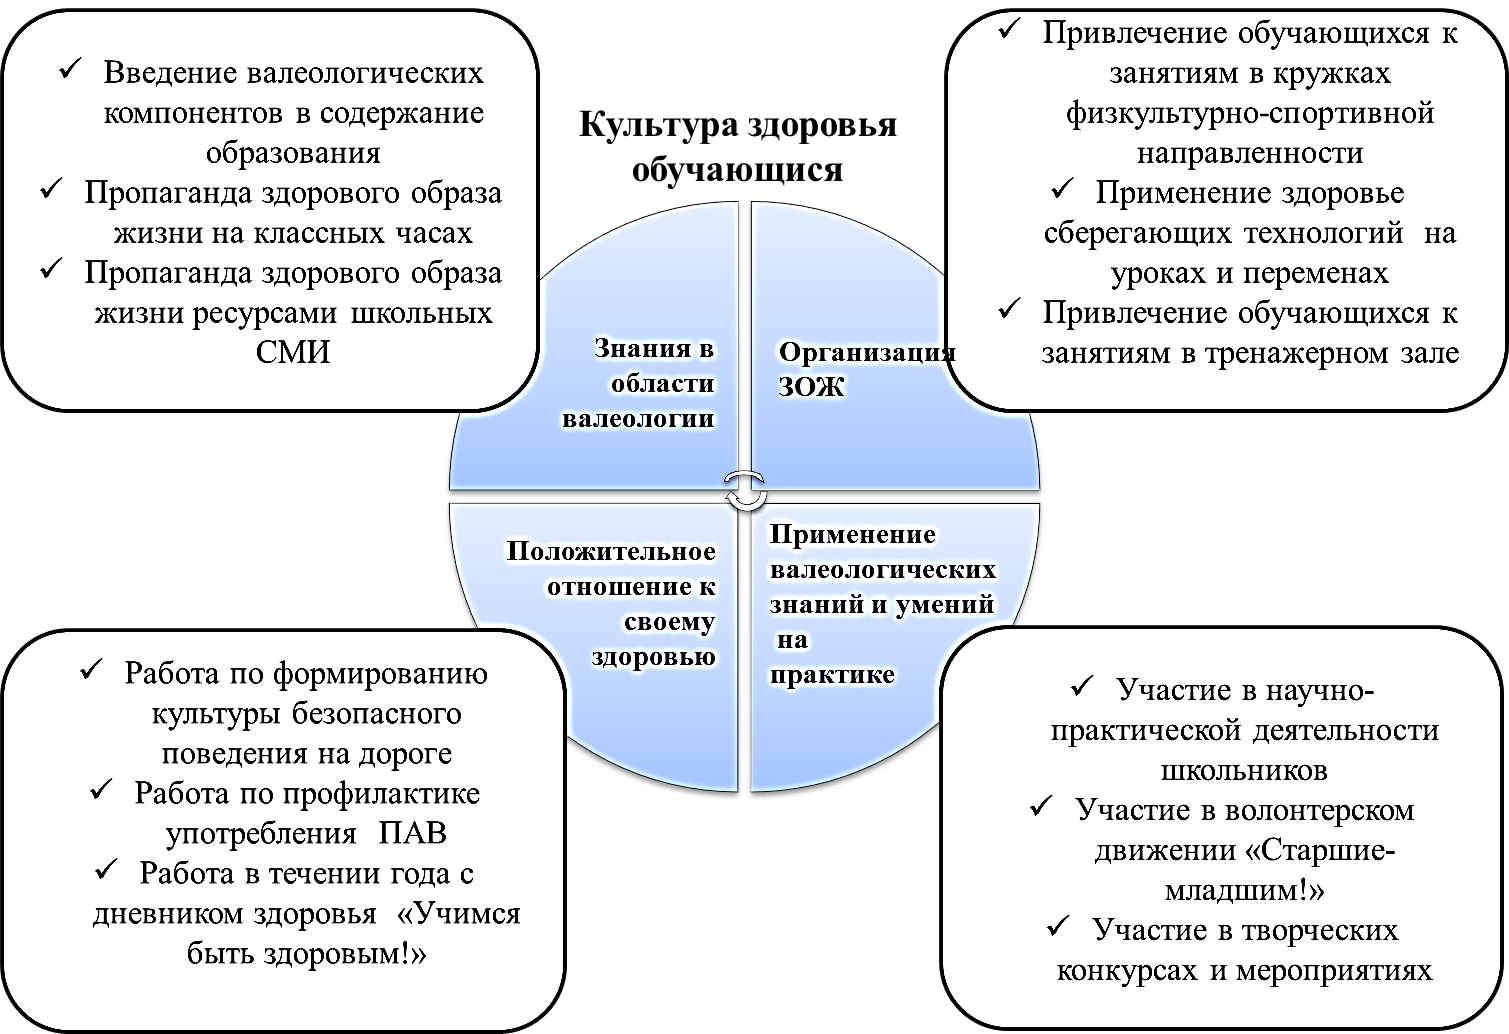 ✓ Введение валеологических
компонентов в содержание
образования
✓ Пропаганда здорового образа
жизни на классных часах
✓ Пропаганда здорового образа
жизни ресурсами школьных
СМИ
Культура здоровья
обучающися
✓ Привлечение обучающихся к
занятиям в кружках
физкультурно-спортивной
направленности
✓ Применение здоровье
сберегающих технологий на
уроках и переменах
✓ Привлечение обучающихся к
занятиям в тренажерном зале
Знания в
области
валеологии
Организация
ЗОЖ
Положительное
отношение к
своему
здоровью
Применение
валеологических
знаний и умений
на
практике
✓ Работа по формированию
культуры безопасного
поведения на дороге
✓ Работа по профилактике
употребления ПАВ
✓ Работа в течении года с
дневником здоровья «Учимся
быть здоровым!»
✓ Участие в научно-
практической деятельности
школьников
✓ Участие в волонтерском
движении «Старшие-
младшим!»
✓ Участие в творческих
конкурсах и мероприятиях